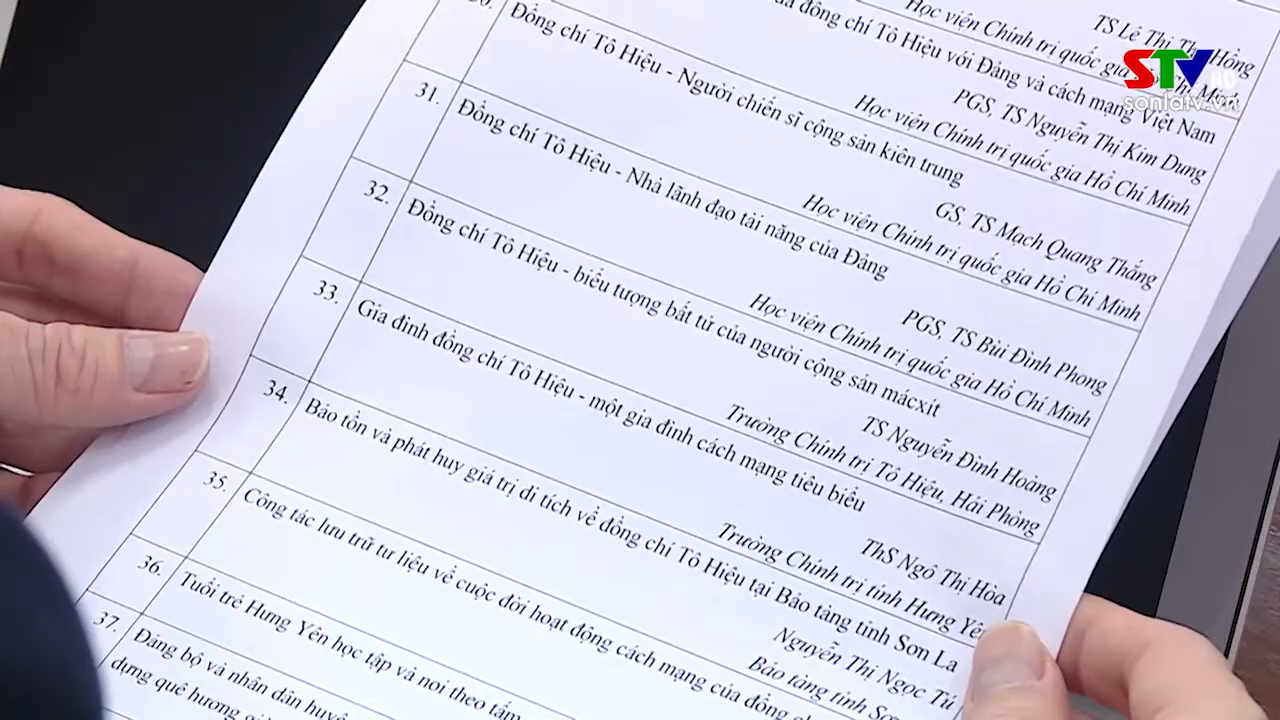 TS Lê Thị Hồng
Học viện Chính trị quốc gia Hồ Chí Minh
đồng chí Tô Hiệu với Đảng và cách mạng Việt Nam
PGS, TS Nguyễn Thị Kim Dung
Học viện Chính trị quốc gia Hồ Chí Minh
30. Đồng chí Tô Hiệu - Người chiến sĩ cộng sản kiên trung
GS, TS Mạch Quang Thắng
Học viện Chính trị quốc gia Hồ Chí Minh
31. Đồng chí Tô Hiệu - Nhà lãnh đạo tài năng của Đảng
PGS, TS Bùi Đình Phong
Học viện Chính trị quốc gia Hồ Chí Minh
32. Đồng chí Tô Hiệu - biểu tượng bất tử của người cộng sản mácxít
TS Nguyễn Đình Hoàng
Trường Chính trị Tô Hiệu, Hải Phòng
33. Gia đình đồng chí Tô Hiệu - một gia đình cách mạng tiêu biểu
ThS Ngô Thị Hòa
Trường Chính trị tỉnh Hưng Yên
34. Bảo tồn và phát huy giá trị di tích về đồng chí Tô Hiệu tại Bảo tàng tỉnh Sơn La
Nguyễn Thị Ngọc Tú
Bảo tàng tỉnh
35. Công tác lưu trữ tư liệu về cuộc đời hoạt động cách mạng của đồng
36. Tuổi trẻ Hưng Yên học tập và noi theo tấm
37. Đảng bộ và nhân dân huyện
dựng quê hương
STV HD
sonlatv.vn